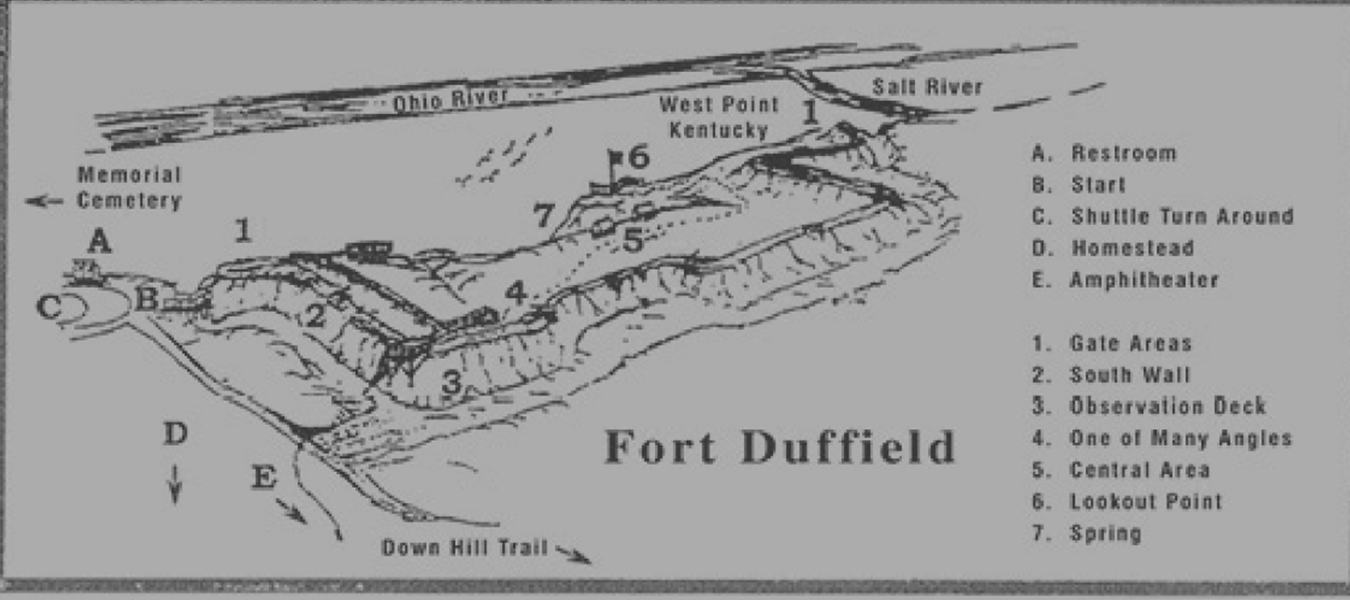 Ohio River
Salt River
West Point
Kentucky
1
6
Memorial
Cemetery
7
1
5
A
C
B
4
2
3
D
E
Down Hill Trail
Fort Duffield
A. Restroom
B. Start
C. Shuttle Turn Around
D. Homestead
E. Amphitheater
1. Gate Areas
2. South Wall
3. Observation Deck
4. One of Many Angles
5. Central Area
6. Lookout Point
7. Spring